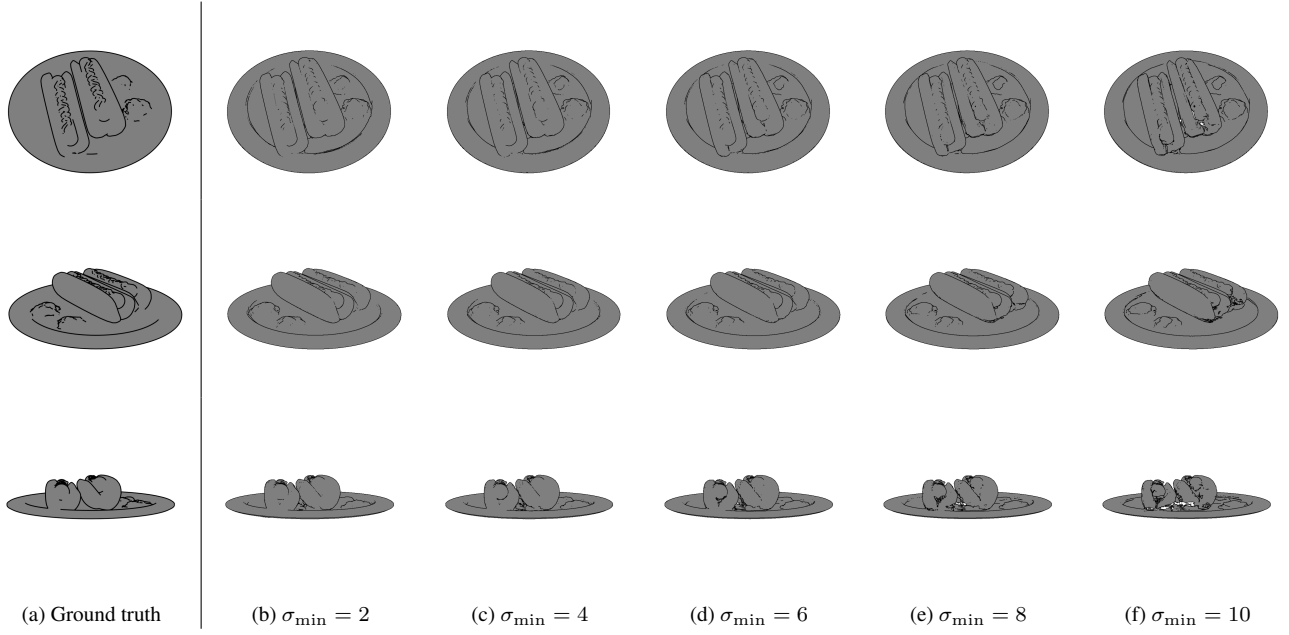 (a) Ground truth (b) σ_min = 2 (c) σ_min = 4 (d) σ_min = 6 (e) σ_min = 8 (f) σ_min = 10